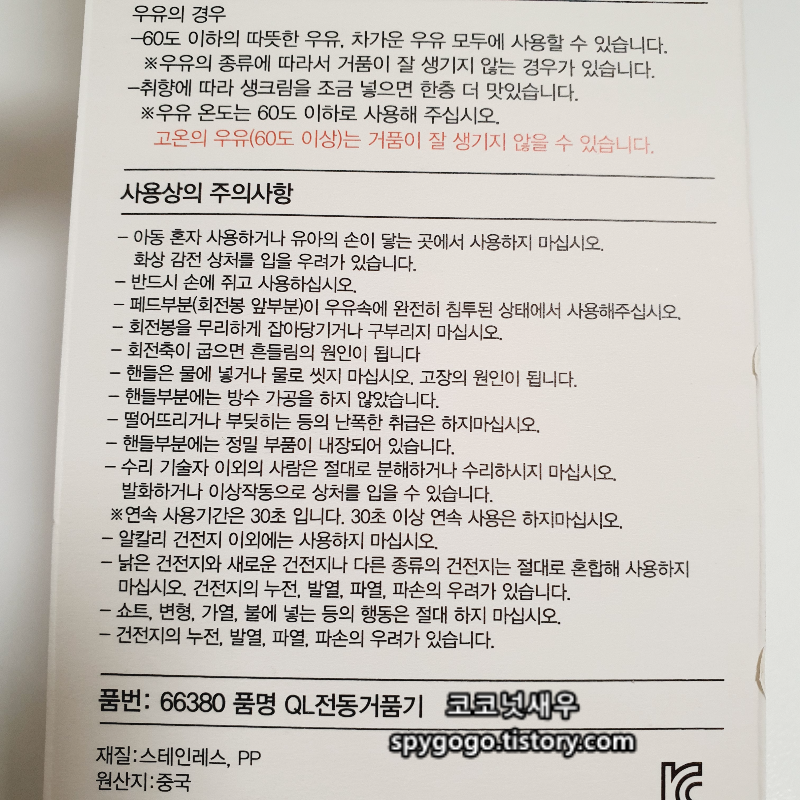 우유의 경우
-60도 이하의 따뜻한 우유, 차가운 우유 모두에 사용할 수 있습니다.
※우유의 종류에 따라서 거품이 잘 생기지 않는 경우가 있습니다.
-취향에 따라 생크림을 조금 넣으면 한층 더 맛있습니다.
※우유 온도는 60도 이하로 사용해 주십시오.
고온의 우유(60도 이상)는 거품이 잘 생기지 않을 수 있습니다.
사용상의 주의사항
- 아동 혼자 사용하거나 유아의 손이 닿는 곳에서 사용하지 마십시오.
화상 감전 상처를 입을 우려가 있습니다.
- 반드시 손에 쥐고 사용하십시오.
- 페드부분(회전봉 앞부분)이 우유속에 완전히 침투된 상태에서 사용해주십시오.
- 회전봉을 무리하게 잡아당기거나 구부리지 마십시오.
- 회전축이 굽으면 흔들림의 원인이 됩니다
- 핸들은 물에 넣거나 물로 씻지 마십시오. 고장의 원인이 됩니다.
- 핸들부분에는 방수 가공을 하지 않았습니다.
- 떨어뜨리거나 부딪히는 등의 난폭한 취급은 하지마십시오.
- 핸들부분에는 정밀 부품이 내장되어 있습니다.
- 수리 기술자 이외의 사람은 절대로 분해하거나 수리하시지 마십시오.
발화하거나 이상작동으로 상처를 입을 수 있습니다.
※연속 사용기간은 30초 입니다. 30초 이상 연속 사용은 하지마십시오.
- 알칼리 건전지 이외에는 사용하지 마십시오.
- 낡은 건전지와 새로운 건전지나 다른 종류의 건전지는 절대로 혼합해 사용하지
마십시오. 건전지의 누전, 발열, 파열, 파손의 우려가 있습니다.
- 쇼트, 변형, 가열, 불에 넣는 등의 행동은 절대 하지 마십시오.
- 건전지의 누전, 발열, 파열, 파손의 우려가 있습니다.
품번: 66380 품명 QL전동거품기 코코넛새우
spygogo.tistory.com
재질:스테인레스, PP
원산지:중국